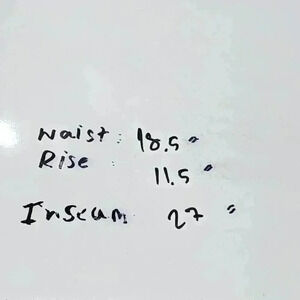 Waist: 18.5"
Rise : 11.5"
Inseam 27"